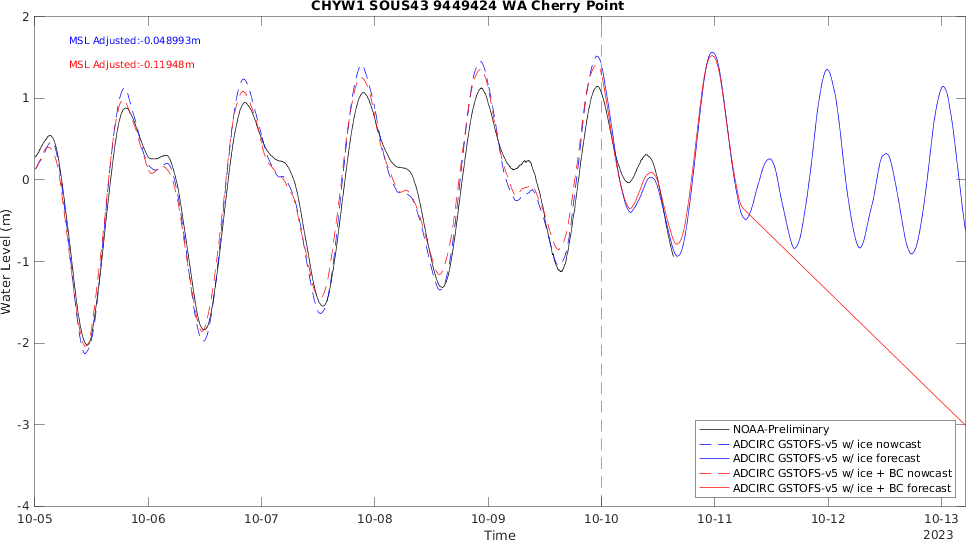 CHYW1 SOUS43 9449424 WA Cherry Point
MSL Adjusted:-0.048993m
MSL Adjusted:-0.11948m
2
1
0
-1
-2
-3
-4
Water Level (m)
NOAA-Preliminary
ADCIRC GSTOFS-v5 w/ ice nowcast
ADCIRC GSTOFS-v5 w/ ice forecast
ADCIRC GSTOFS-v5 w/ ice + BC nowcast
ADCIRC GSTOFS-v5 w/ ice + BC forecast
10-05 10-06 10-07 10-08 10-09 10-10 10-11 10-12 10-13
Time
2023